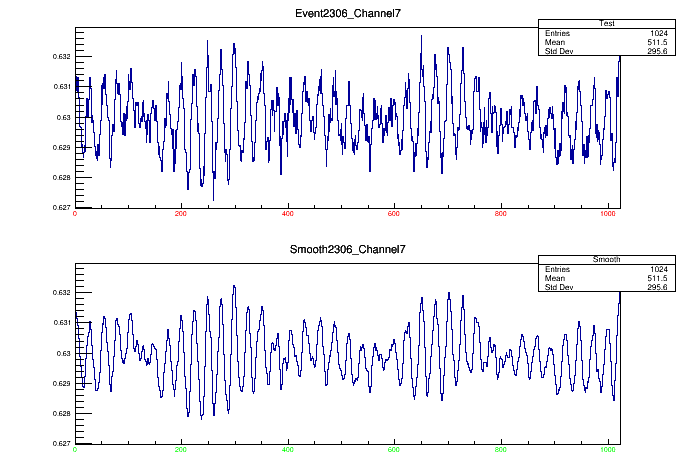 Event2306_Channel7
Test
Entries 1024
Mean 511.5
Std Dev 295.6
0.632
0.631
0.63
0.629
0.628
0.627
0 200 400 600 800 1000
Smooth2306_Channel7
Smooth
Entries 1024
Mean 511.5
Std Dev 295.6
0.632
0.631
0.63
0.629
0.628
0.627
0 200 400 600 800 1000